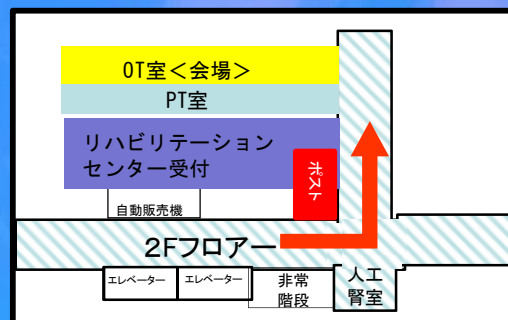 OT室<会場>
PT室
リハビリテーション
センター受付
ポスト
自動販売機
2Fフロアー
エレベーター
エレベーター
非常
階段
人工
腎室